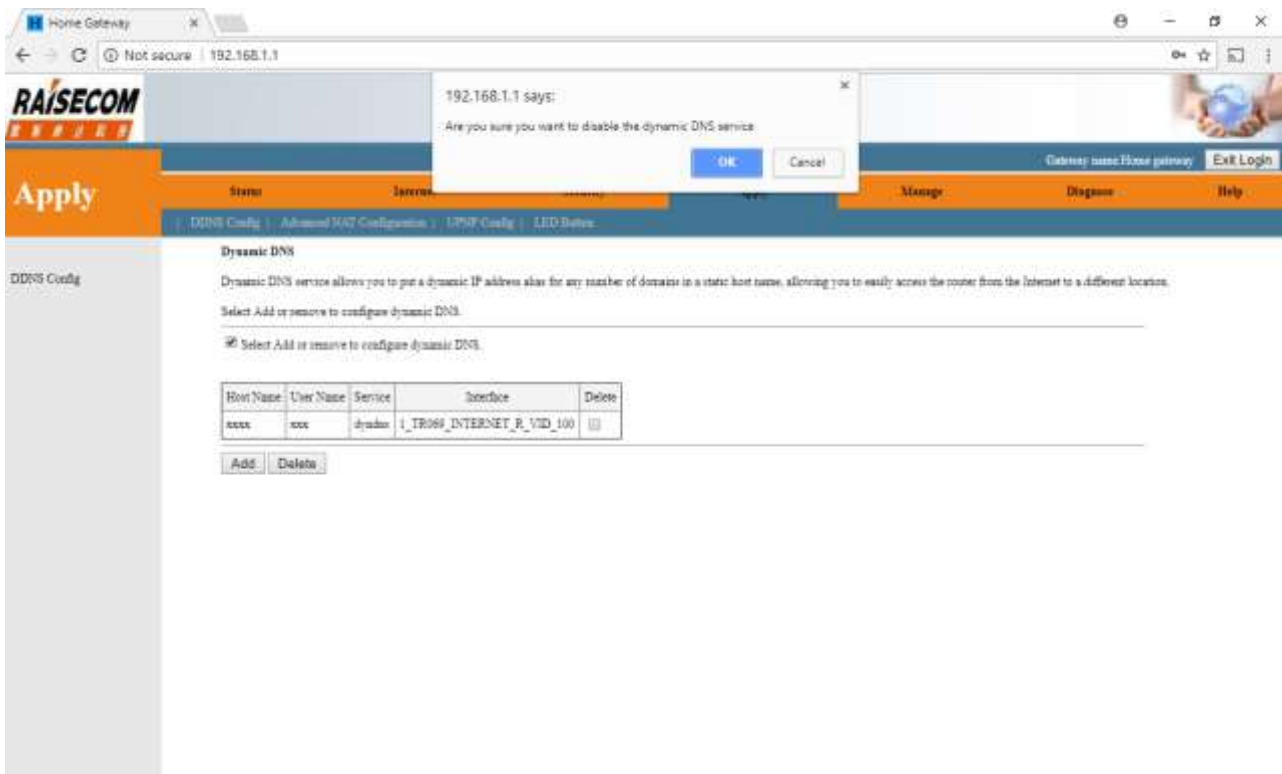 Home Gateway
Not secure | 192.168.1.1
RAISECOM
192.168.1.1 says:
Are you sure you want to disable the dynamic DNS service
OK Cancel
Gateway name:Home gateway Exit Login
Apply
Status Manage Diagnose Help
| DDNS Config | Advanced NAT Configuration | UPNP Config | LED Button
DDNS Config
Dynamic DNS
Dynamic DNS service allows you to put a dynamic IP address alias for any number of domains in a static host name, allowing you to easily access the router from the Internet to a different location.
Select Add or remove to configure dynamic DNS.
Select Add or remove to configure dynamic DNS.
Host Name User Name Service Interface Delete
xxxx xxx dyndns 1_TR069_INTERNET_R_VID_100
Add Delete